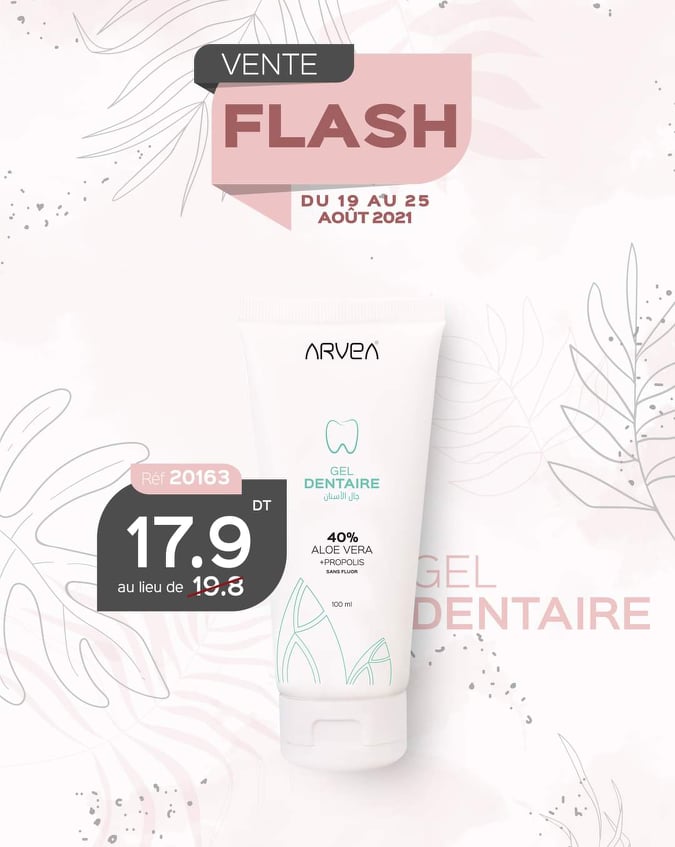 VENTE
FLASH
DU 19 AU 25
AOÛT 2021
ARVEA
GEL
DENTAIRE
جال الأسنان
40%
ALOE VERA
+PROPOLIS
SANS FLUOR
100 ml
Réf 20163
17.9 DT
au lieu de 19.8
GEL
DENTAIRE